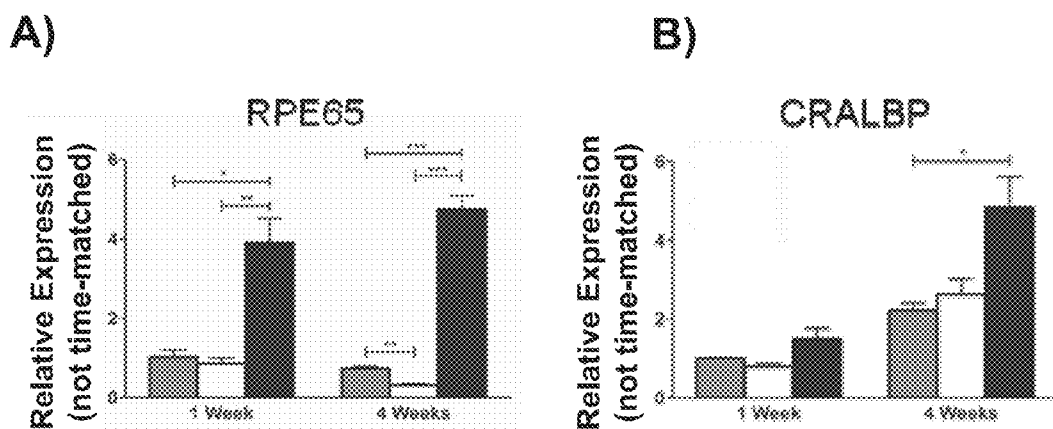 A)
B)
RPE65
CRALBP
Relative Expression
(not time-matched)
6
4
2
0
*
**
***
***
**
1 Week
4 Weeks
Relative Expression
(not time-matched)
6
4
2
0
*
1 Week
4 Weeks